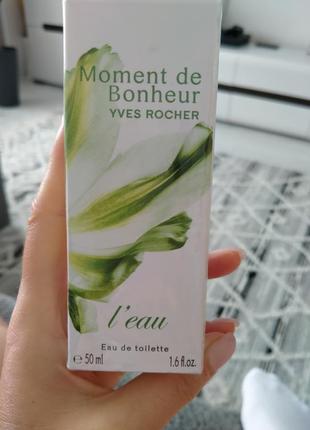 Moment de
Bonheur
YVES ROCHER
l'eau
Eau de toilette
℮ 50 ml 1.6 fl.oz.